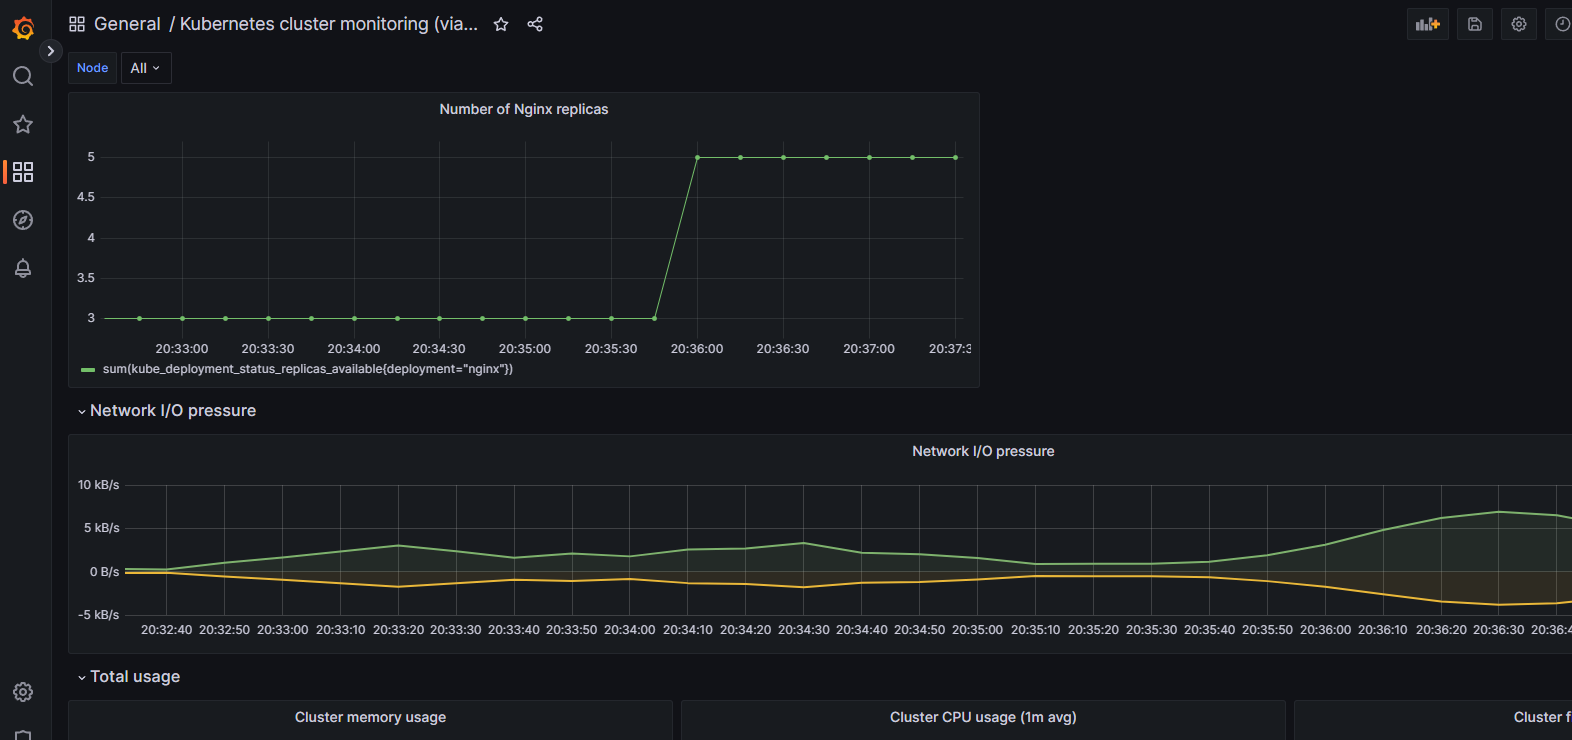 General / Kubernetes cluster monitoring (via...
Node All
Number of Nginx replicas
5
4.5
4
3.5
3
20:33:00 20:33:30 20:34:00 20:34:30 20:35:00 20:35:30 20:36:00 20:36:30 20:37:00 20:37:3
sum(kube_deployment_status_replicas_available{deployment="nginx"})
Network I/O pressure
Network I/O pressure
10 kB/s
5 kB/s
0 B/s
-5 kB/s
20:32:40 20:32:50 20:33:00 20:33:10 20:33:20 20:33:30 20:33:40 20:33:50 20:34:00 20:34:10 20:34:20 20:34:30 20:34:40 20:34:50 20:35:00 20:35:10 20:35:20 20:35:30 20:35:40 20:35:50 20:36:00 20:36:10 20:36:20 20:36:30 20:36:4
Total usage
Cluster memory usage Cluster CPU usage (1m avg) Cluster f